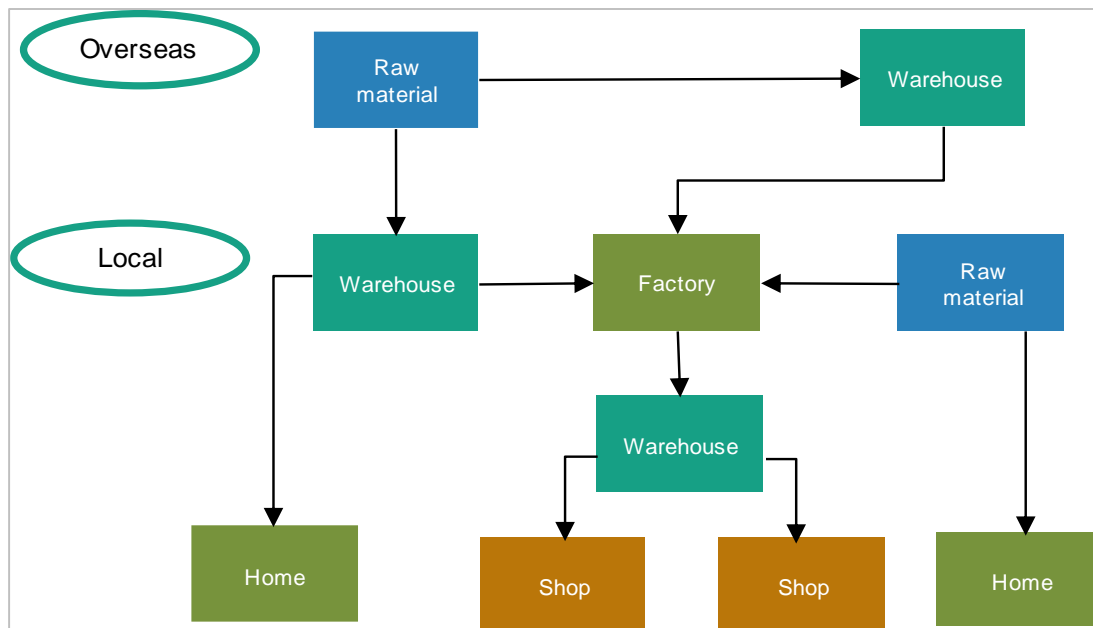 Overseas
Raw
material
Warehouse
Local
Warehouse
Factory
Raw
material
Warehouse
Home
Shop
Shop
Home